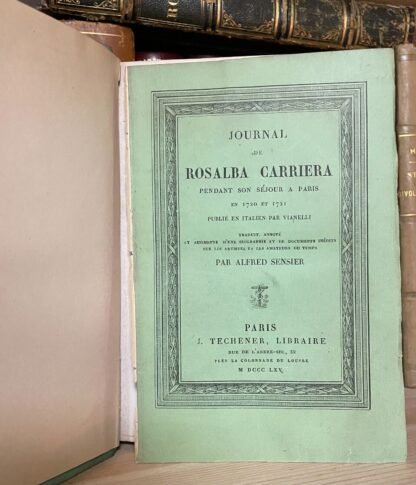 JOURNAL
DE
ROSALBA CARRIERA
PENDANT SON SÉJOUR A PARIS
EN 1720 ET 1721
PUBLIÉ EN ITALIEN PAR VIANELLI
TRADUIT, ANNOTÉ
ET AUGMENTÉ D'UNE BIOGRAPHIE ET DE DOCUMENTS INÉDITS
SUR LES ARTISTES ET LES AMATEURS DU TEMPS
PAR ALFRED SENSIER
PARIS
J. TECHENER, LIBRAIRE
RUE DE L'ARBRE-SEC, 52
PRÈS LA COLONNADE DU LOUVRE
M DCCC LXX